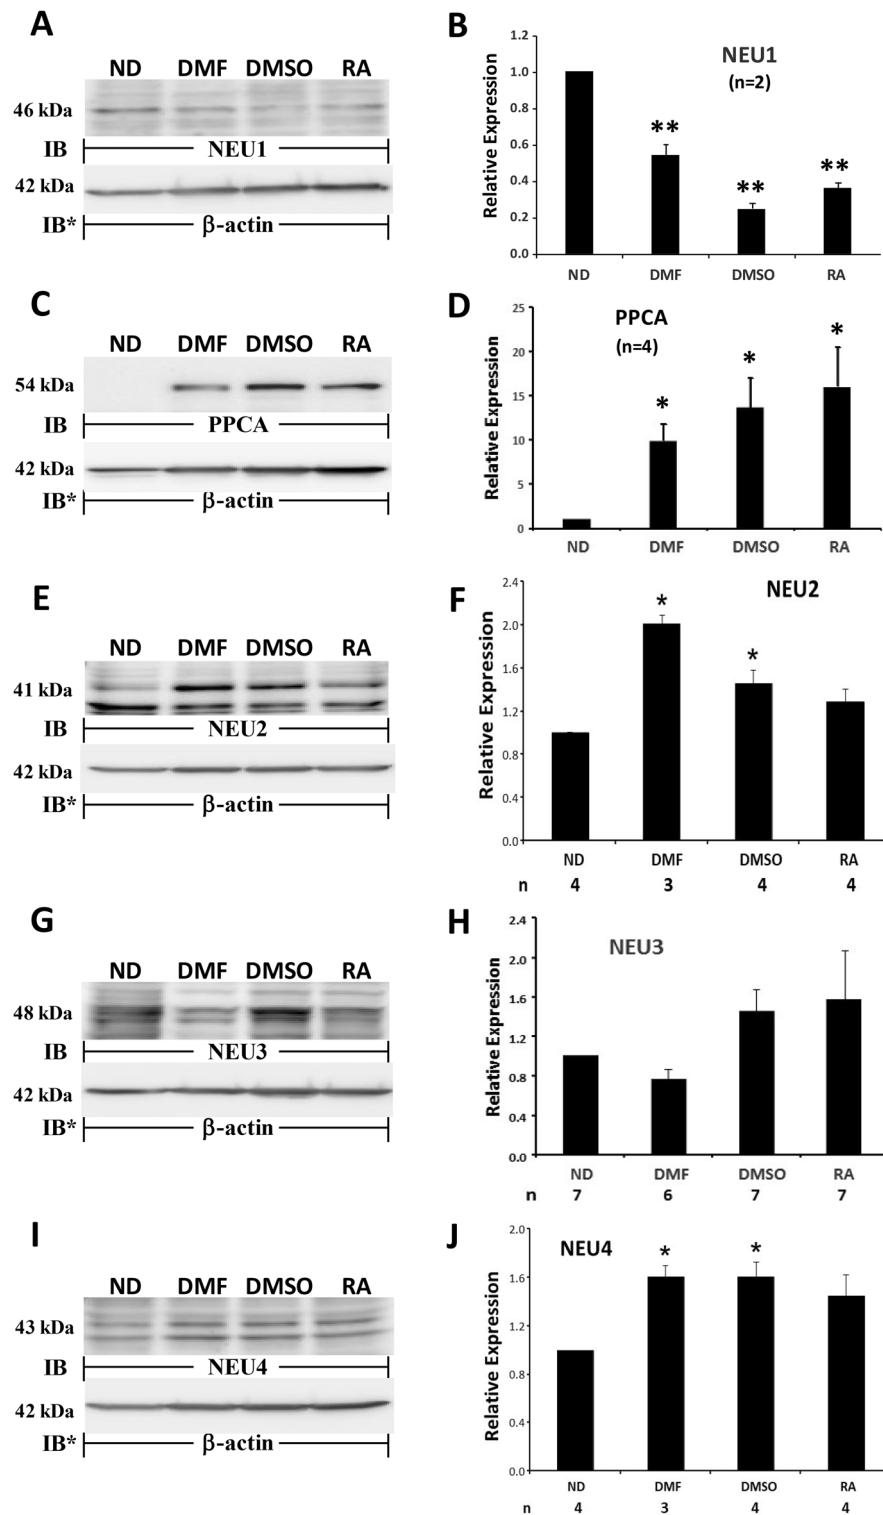 A
ND DMF DMSO RA
46 kDa
IB NEU1
42 kDa
IB* β-actin
B
NEU1
(n=2)
Relative Expression
1.2
1.0
0.8
0.6
0.4
0.2
0.0
** ** **
ND DMF DMSO RA
C
ND DMF DMSO RA
54 kDa
IB PPCA
42 kDa
IB* β-actin
D
PPCA
(n=4)
Relative Expression
25
20
15
10
5
0
* * *
ND DMF DMSO RA
E
ND DMF DMSO RA
41 kDa
IB NEU2
42 kDa
IB* β-actin
F
NEU2
Relative Expression
2.4
2.0
1.6
1.2
0.8
0.4
0.0
* *
ND DMF DMSO RA
n 4 3 4 4
G
ND DMF DMSO RA
48 kDa
IB NEU3
42 kDa
IB* β-actin
H
NEU3
Relative Expression
2.4
2.0
1.6
1.2
0.8
0.4
0.0
ND DMF DMSO RA
n 7 6 7 7
I
ND DMF DMSO RA
43 kDa
IB NEU4
42 kDa
IB* β-actin
J
NEU4
Relative Expression
2.0
1.6
1.2
0.8
0.4
0.0
* *
ND DMF DMSO RA
n 4 3 4 4